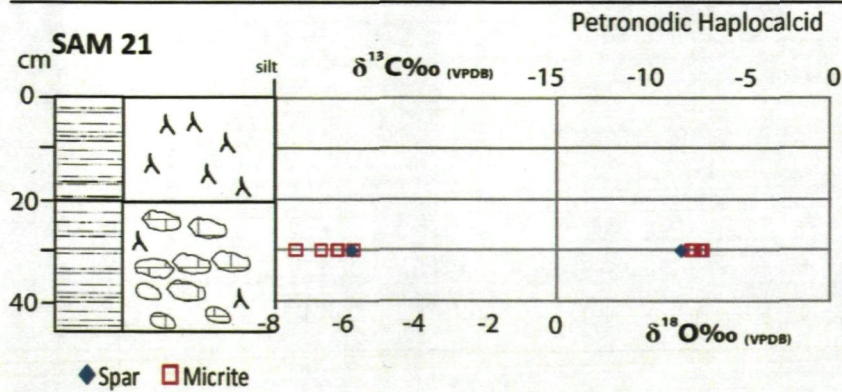 Petronodic Haplocalcid
SAM 21
cm
silt
δ¹³C‰ (VPDB)
-15 -10 -5 0
0
20
40
-8 -6 -4 -2 0
δ¹⁸O‰ (VPDB)
Spar Micrite